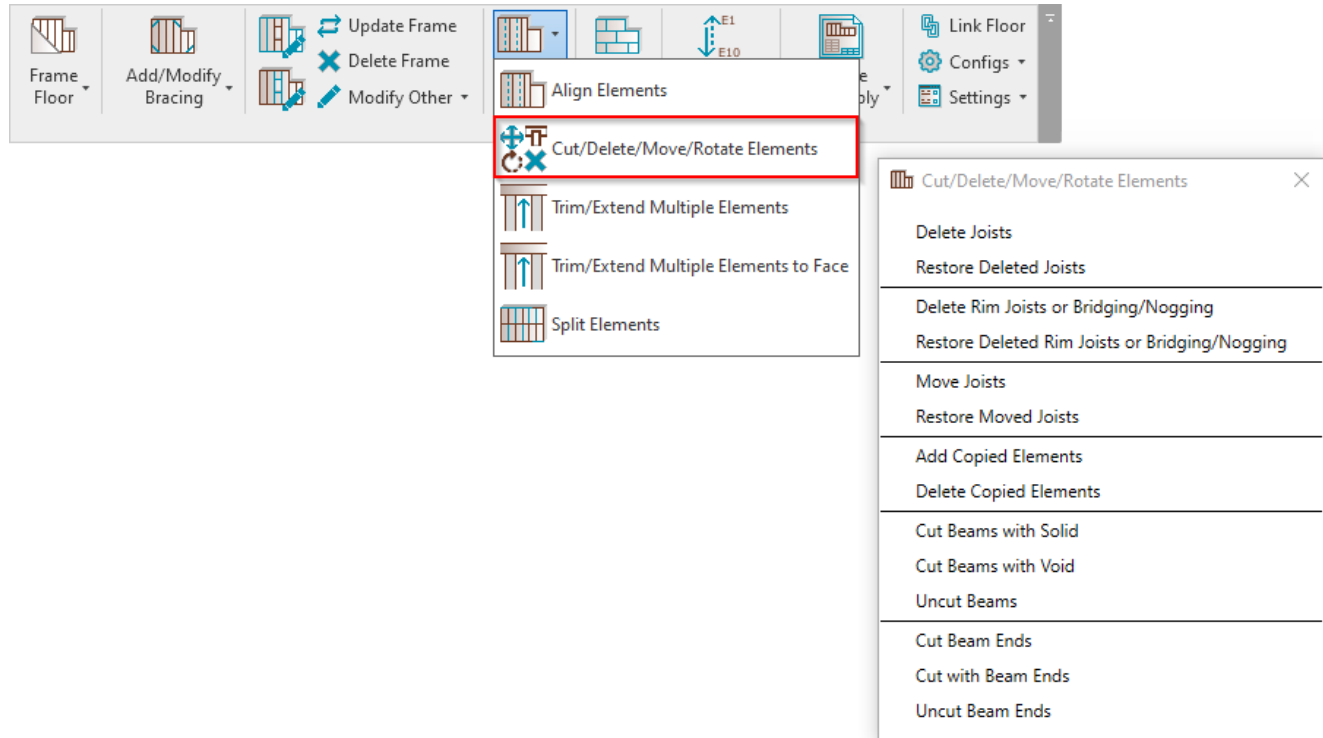 Frame
Floor
Add/Modify
Bracing
Update Frame
Delete Frame
Modify Other
E1
E10
Link Floor
Configs
Settings
Align Elements
Cut/Delete/Move/Rotate Elements
Trim/Extend Multiple Elements
Trim/Extend Multiple Elements to Face
Split Elements
Cut/Delete/Move/Rotate Elements
Delete Joists
Restore Deleted Joists
Delete Rim Joists or Bridging/Nogging
Restore Deleted Rim Joists or Bridging/Nogging
Move Joists
Restore Moved Joists
Add Copied Elements
Delete Copied Elements
Cut Beams with Solid
Cut Beams with Void
Uncut Beams
Cut Beam Ends
Cut with Beam Ends
Uncut Beam Ends